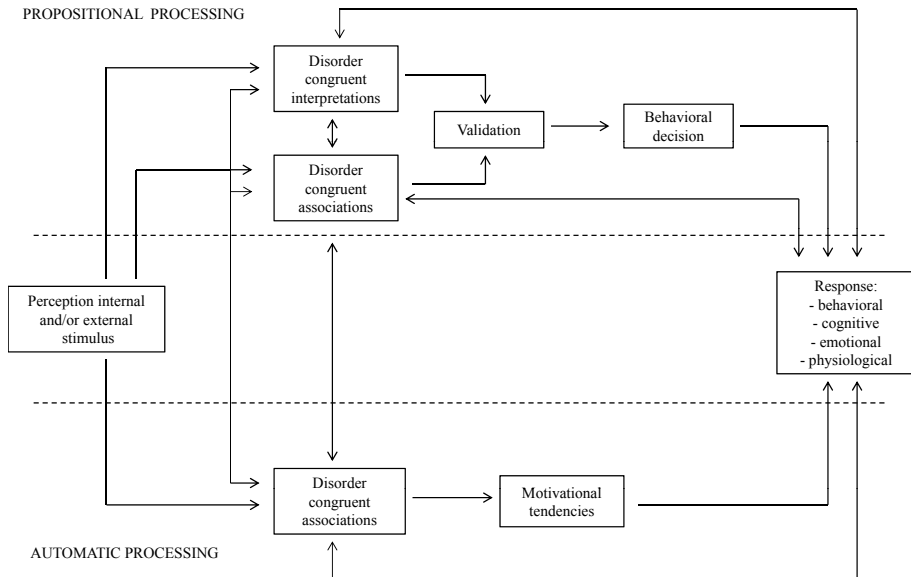 PROPOSITIONAL PROCESSING
Disorder
congruent
interpretations
Validation
Behavioral
decision
Disorder
congruent
associations
Perception internal
and/or external
stimulus
Response:
- behavioral
- cognitive
- emotional
- physiological
Disorder
congruent
associations
Motivational
tendencies
AUTOMATIC PROCESSING